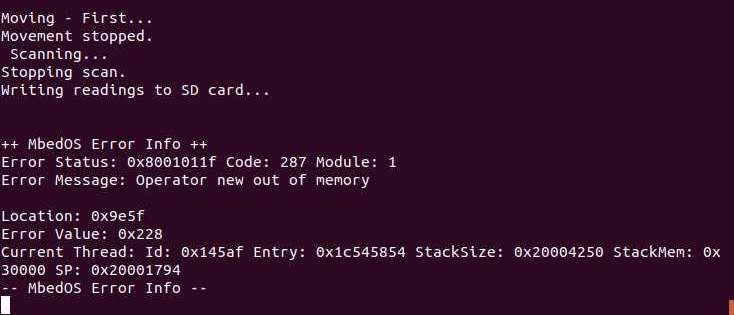 Moving - First...
Movement stopped.
 Scanning...
Stopping scan.
Writing readings to SD card...
++ MbedOS Error Info ++
Error Status: 0x8001011f Code: 287 Module: 1
Error Message: Operator new out of memory
Location: 0x9e5f
Error Value: 0x228
Current Thread: Id: 0x145af Entry: 0x1c545854 StackSize: 0x20004250 StackMem: 0x
30000 SP: 0x20001794
-- MbedOS Error Info --